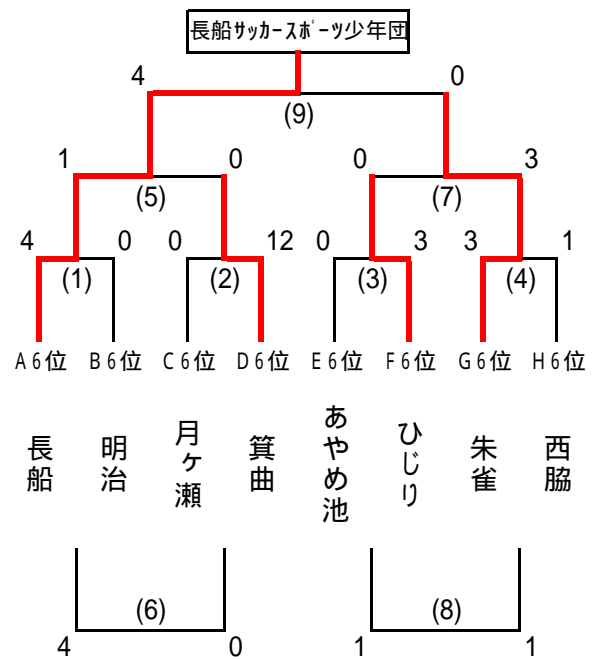 長船サッカースポーツ少年団
4 0
(9)
1 0 0 3
(5) (7)
4 0 0 12 0 3 3 1
(1) (2) (3) (4)
A6位 B6位 C6位 D6位 E6位 F6位 G6位 H6位
長船 明治 月ヶ瀬 箕曲 あやめ池 ひじり 朱雀 西脇
(6) (8)
4 0 1 1